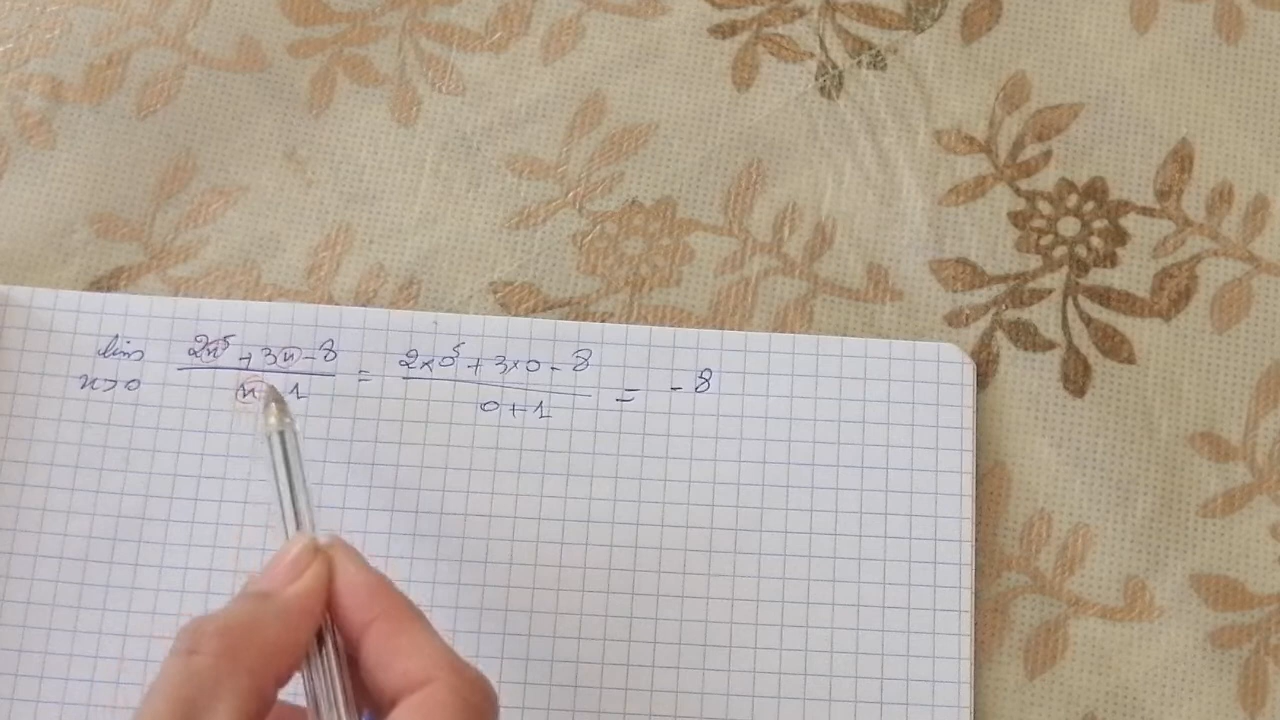 lim 2x⁵ + 3x - 8 / x 1 = 2×0⁵ + 3×0 - 8 / 0 + 1 = - 8
x→0